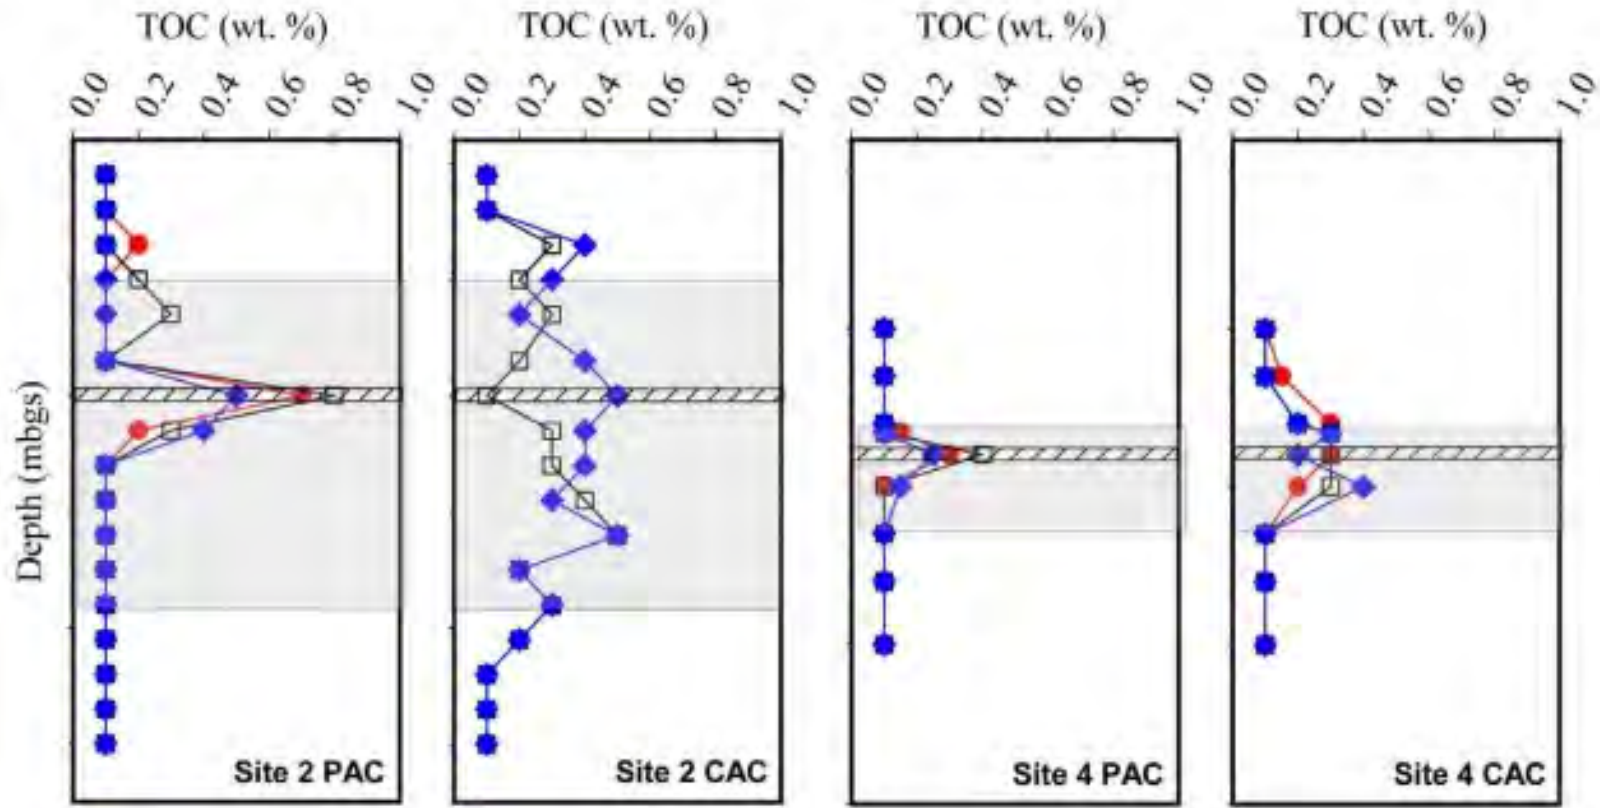 TOC (wt. %) TOC (wt. %) TOC (wt. %) TOC (wt. %)
0.0 0.2 0.4 0.6 0.8 1.0 0.0 0.2 0.4 0.6 0.8 1.0 0.0 0.2 0.4 0.6 0.8 1.0 0.0 0.2 0.4 0.6 0.8 1.0
Depth (mbgs)
Site 2 PAC Site 2 CAC Site 4 PAC Site 4 CAC